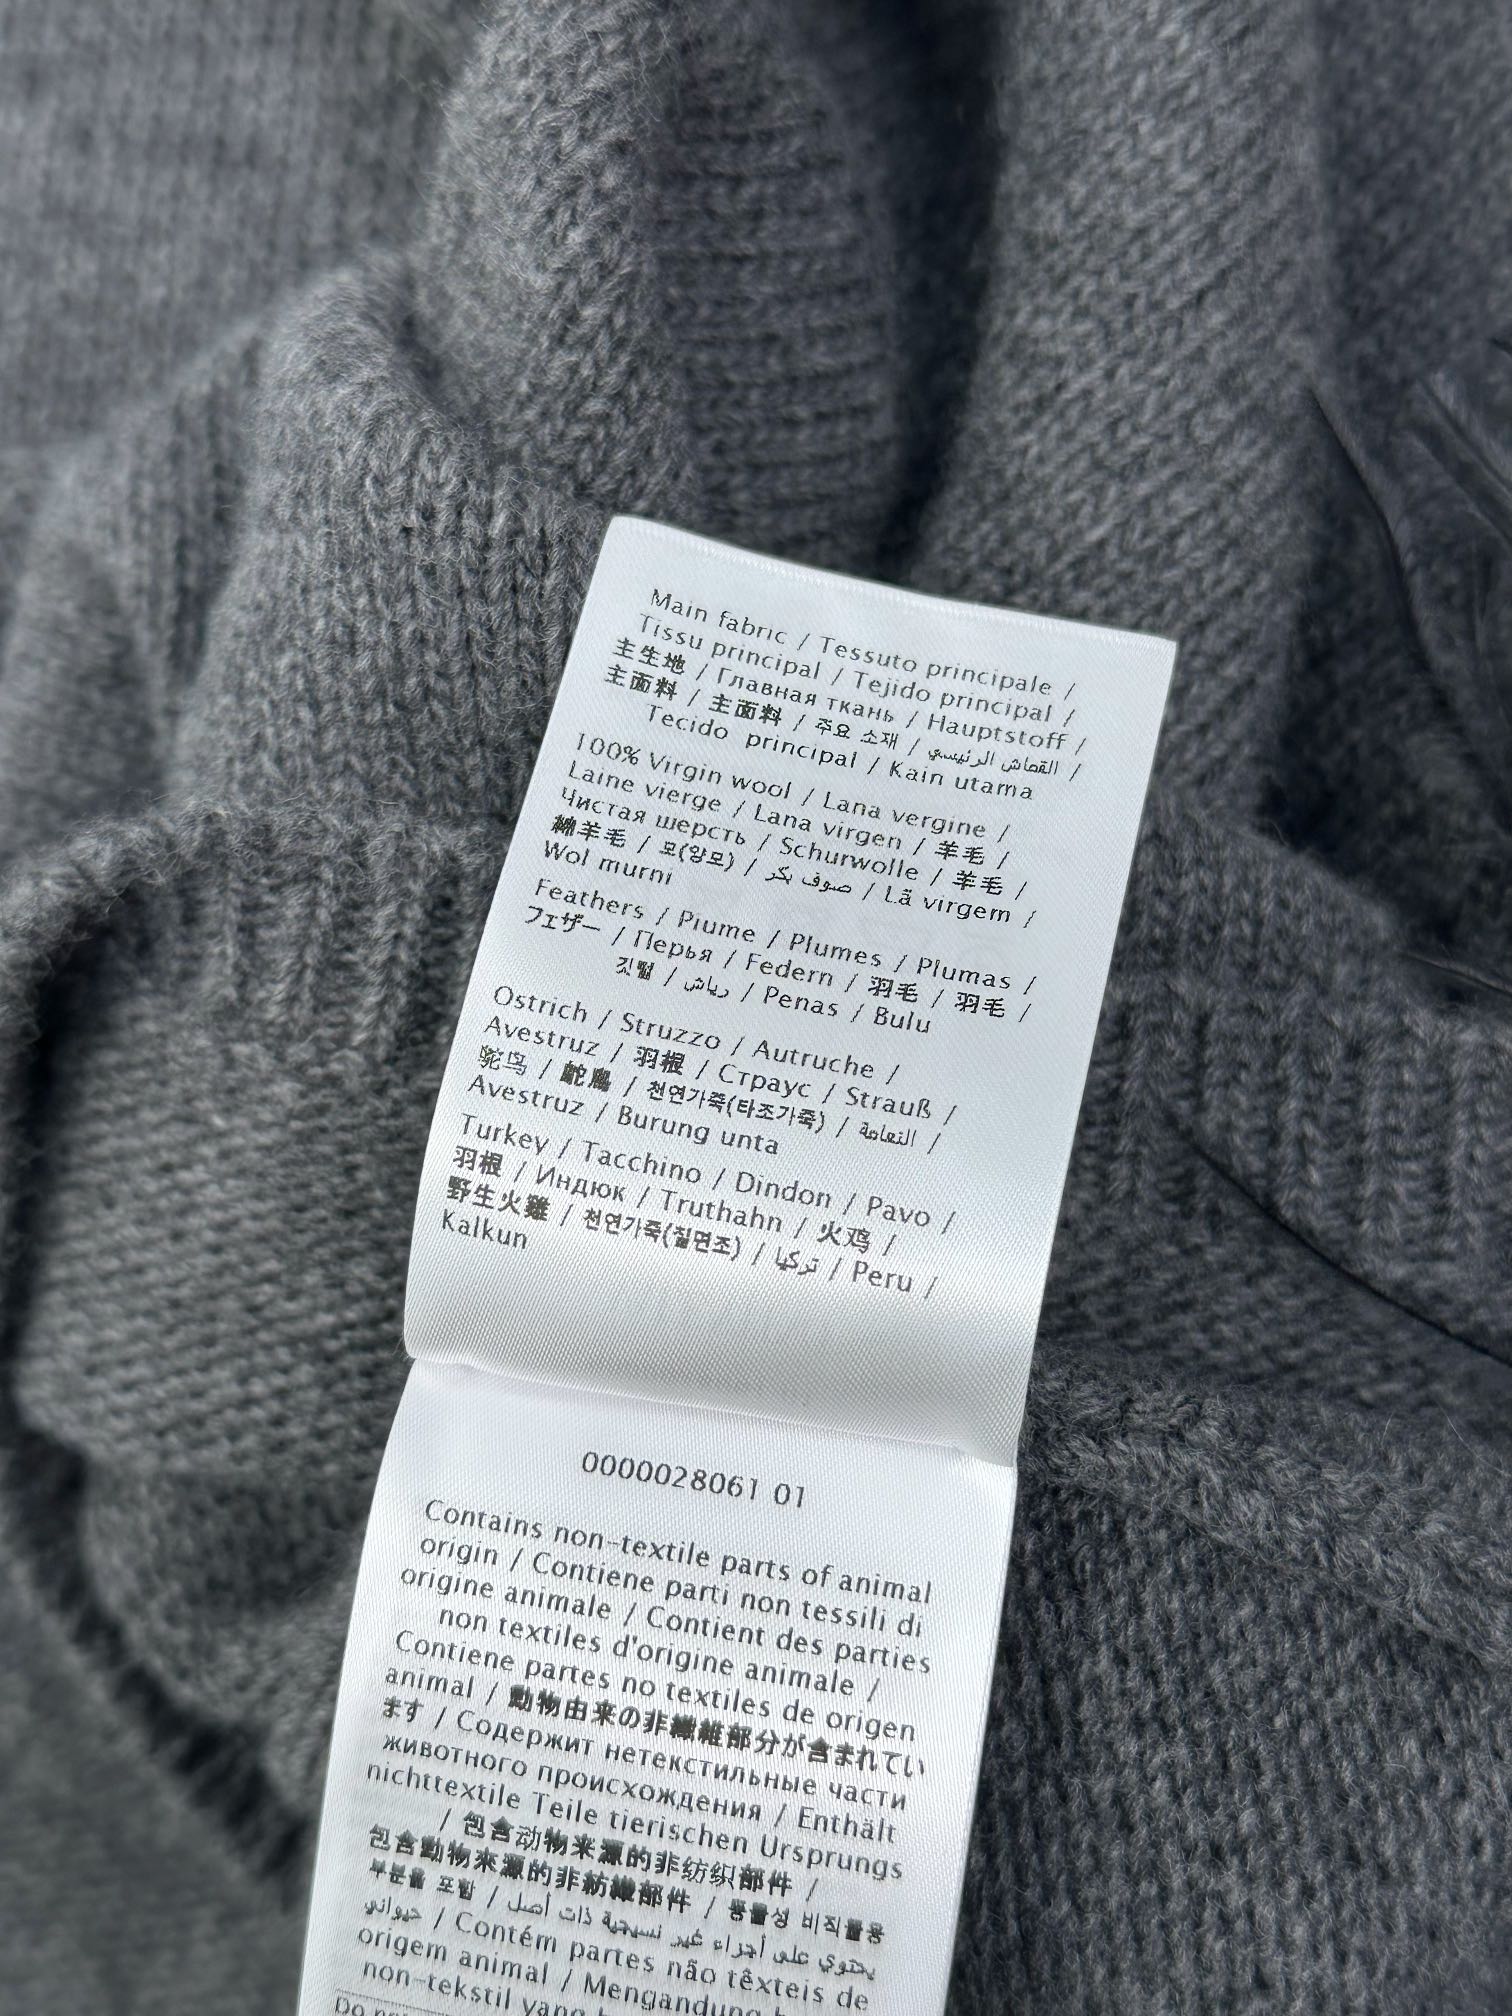 Main fabric / Tessuto principale /
Tissu principal / Tejido principal /
主生地 / Главная ткань / Hauptstoff /
主面料 / 主面料 / 주요 소재 / القماش الرئيسي /
Tecido principal / Kain utama
100% Virgin wool / Lana vergine /
Laine vierge / Lana virgen / 羊毛 /
Чистая шерсть / Schurwolle / 羊毛 /
綿羊毛 / 모(양모) / صوف بكر / Lã virgem /
Wol murni
Feathers / Piume / Plumes / Plumas /
フェザー / Перья / Federn / 羽毛 / 羽毛 /
깃털 / رياش / Penas / Bulu
Ostrich / Struzzo / Autruche /
Avestruz / 羽根 / Страус / Strauß /
鸵鸟 / 鴕鳥 / 천연가죽(타조가죽) / النعامة /
Avestruz / Burung unta
Turkey / Tacchino / Dindon / Pavo /
羽根 / Индюк / Truthahn / 火鸡 /
野生火雞 / 천연가죽(칠면조) / تركيا / Peru /
Kalkun
0000028061 01
Contains non-textile parts of animal
origin / Contiene parti non tessili di
origine animale / Contient des parties
non textiles d'origine animale /
Contiene partes no textiles de origen
animal / 動物由来の非繊維部分が含まれてい
ます / Содержит нетекстильные части
животного происхождения / Enthält
nichttextile Teile tierischen Ursprungs
/ 包含动物来源的非纺织部件 /
包含動物來源的非紡織部件 / 동물성 비직물용
부분을 포함 / يحتوي على أجزاء غير نسيجية ذات أصل
حيواني / Contém partes não têxteis de
origem animal / Mengandung
non-tekstil yang
Do